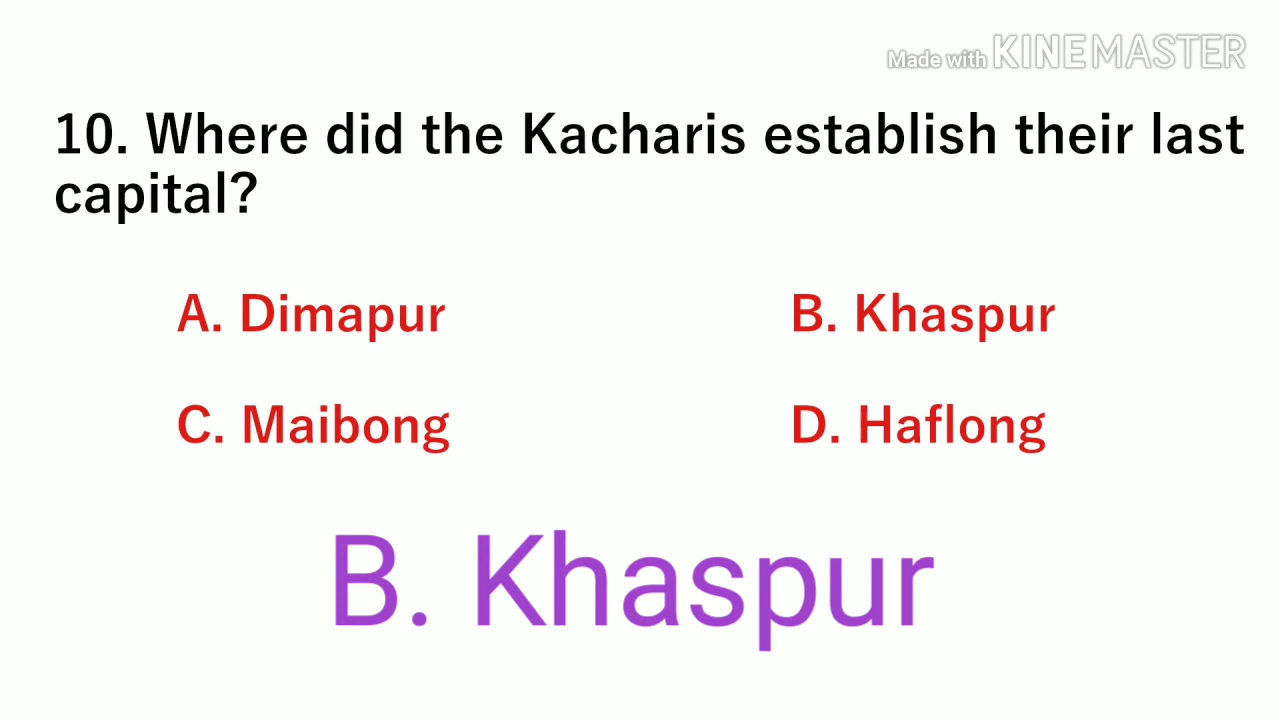 Made with KINEMASTER
10. Where did the Kacharis establish their last
capital?
A. Dimapur
B. Khaspur
C. Maibong
D. Haflong
B. Khaspur